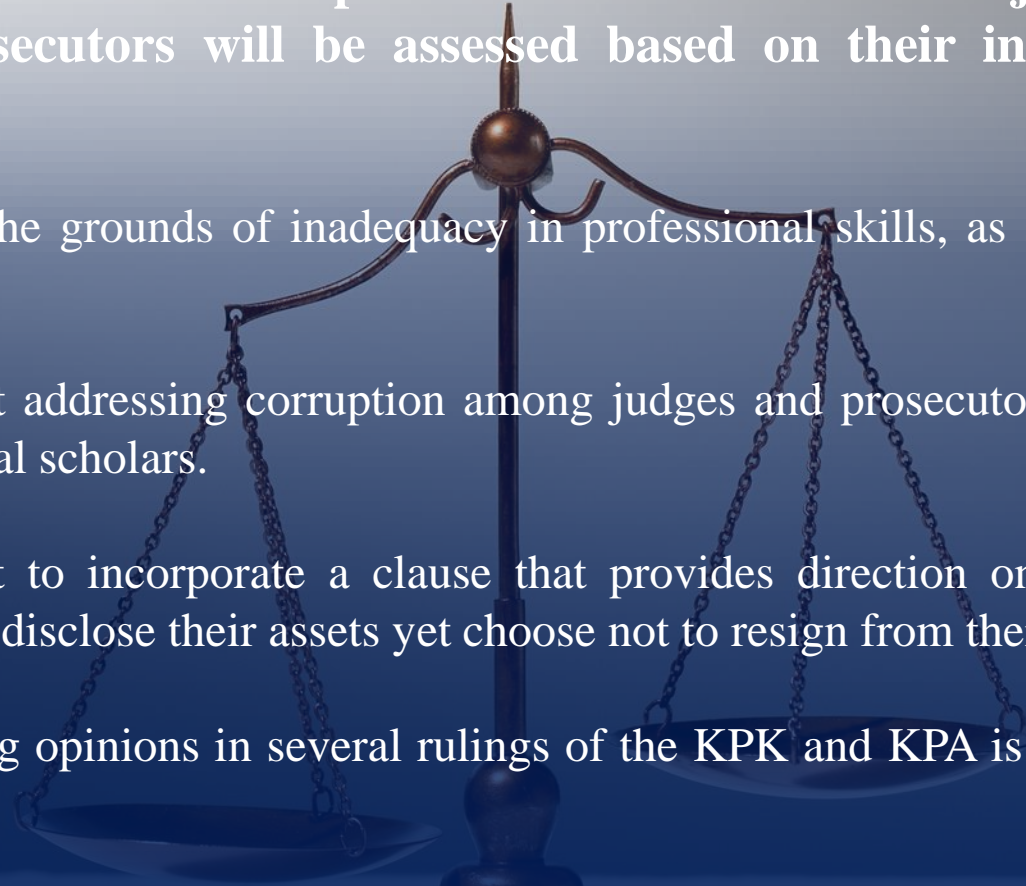 secutors will be assessed based on their in
he grounds of inadequacy in professional skills, as
t addressing corruption among judges and prosecuto
al scholars.
t to incorporate a clause that provides direction on
disclose their assets yet choose not to resign from the
g opinions in several rulings of the KPK and KPA is